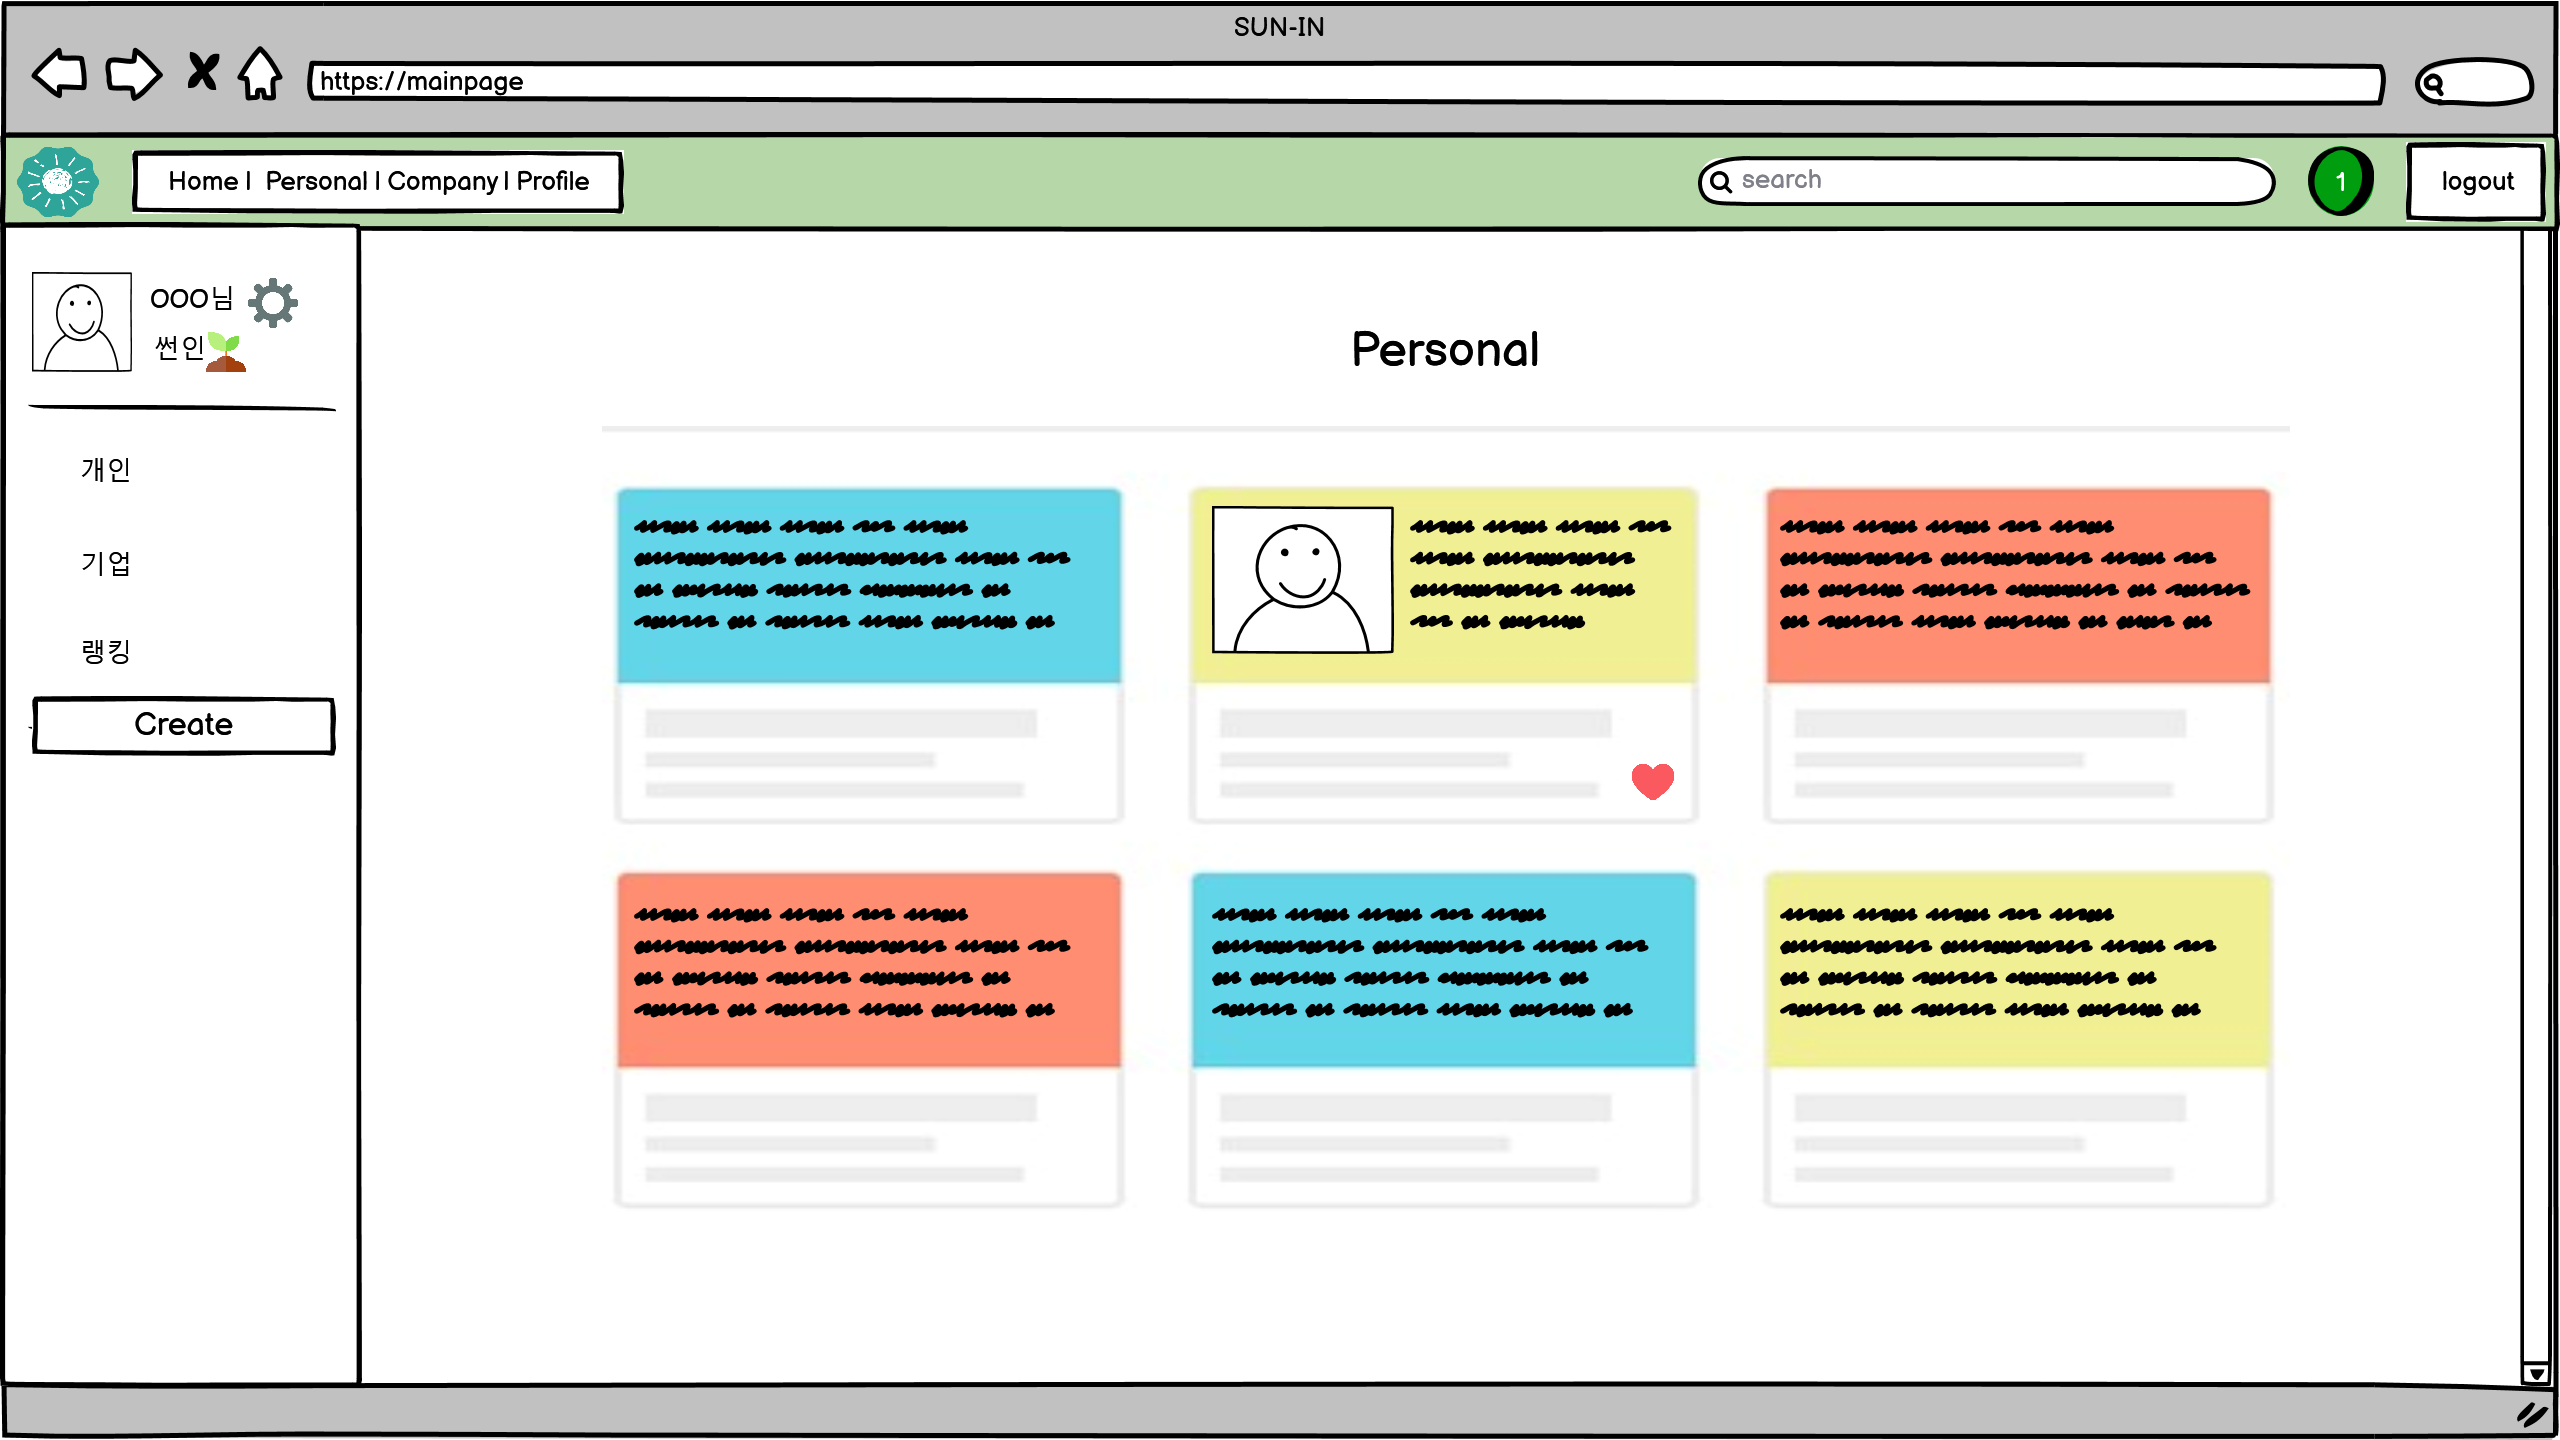 SUN-IN
https://mainpage
Home | Personal | Company | Profile
search
1
logout
OOO님
썬인
개인
기업
랭킹
Create
Personal